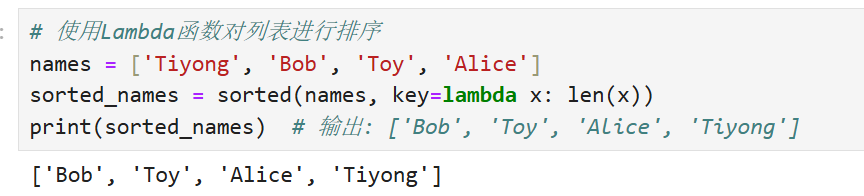 # 使用Lambda函数对列表进行排序
names = ['Tiyong', 'Bob', 'Toy', 'Alice']
sorted_names = sorted(names, key=lambda x: len(x))
print(sorted_names)  # 输出: ['Bob', 'Toy', 'Alice', 'Tiyong']
['Bob', 'Toy', 'Alice', 'Tiyong']